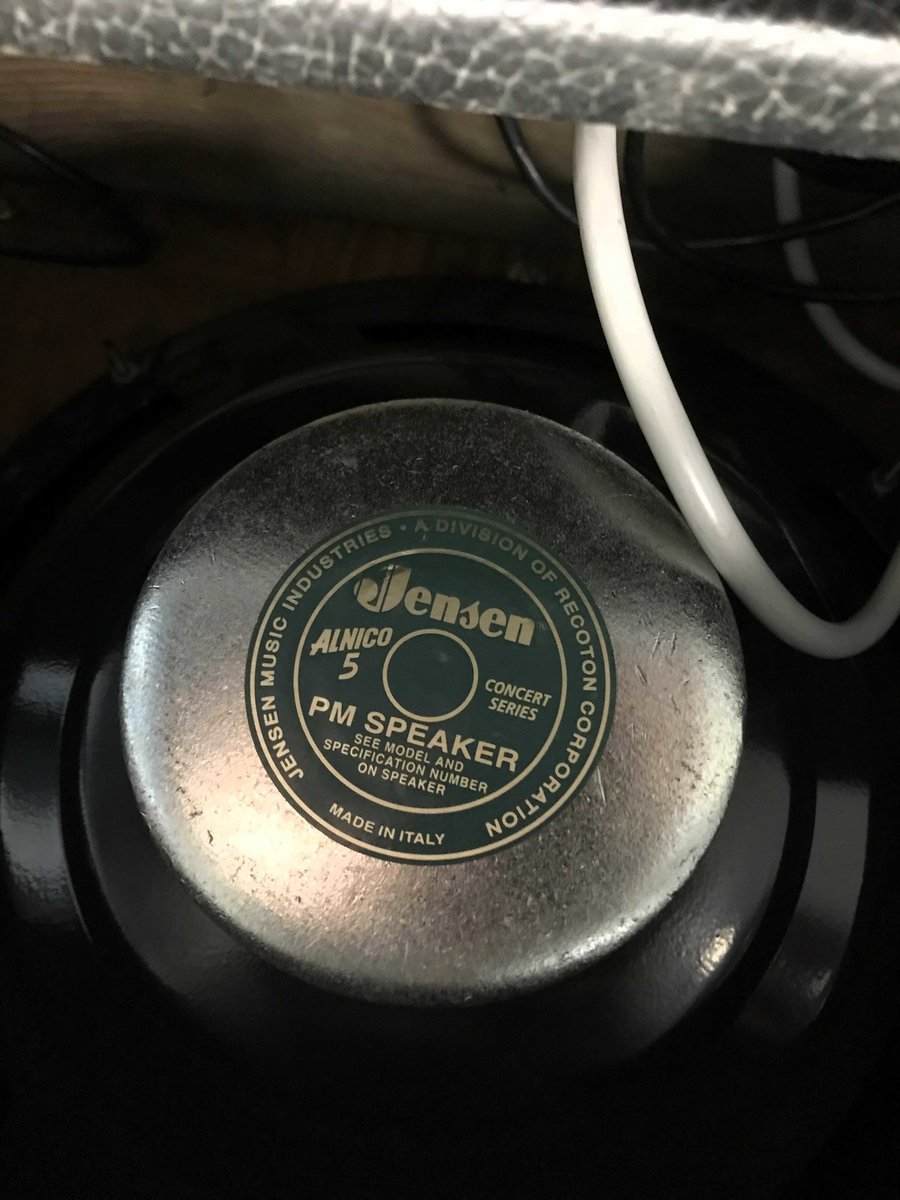 JENSEN MUSIC INDUSTRIES • A DIVISION OF RECOTON CORPORATION
Jensen™
ALNICO
5
CONCERT
SERIES
PM SPEAKER
SEE MODEL AND
SPECIFICATION NUMBER
ON SPEAKER
MADE IN ITALY